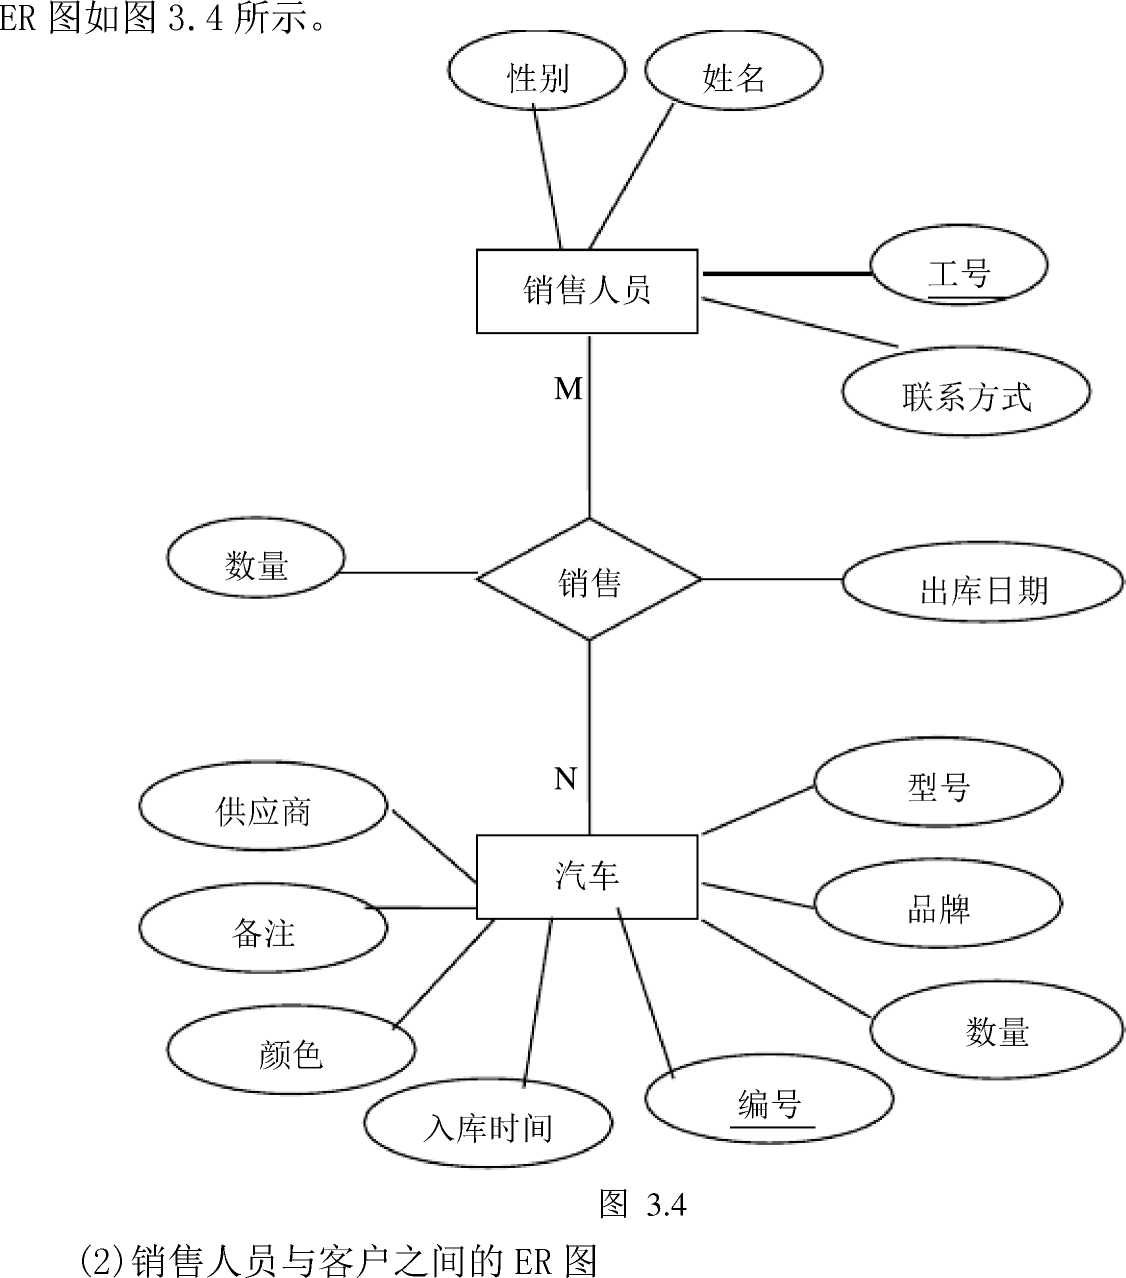 ER 图如图 3.4 所示。
性别
姓名
销售人员
工号
联系方式
M
数量
销售
出库日期
N
供应商
型号
汽车
备注
品牌
颜色
数量
入库时间
编号
图 3.4
(2)销售人员与客户之间的 ER 图